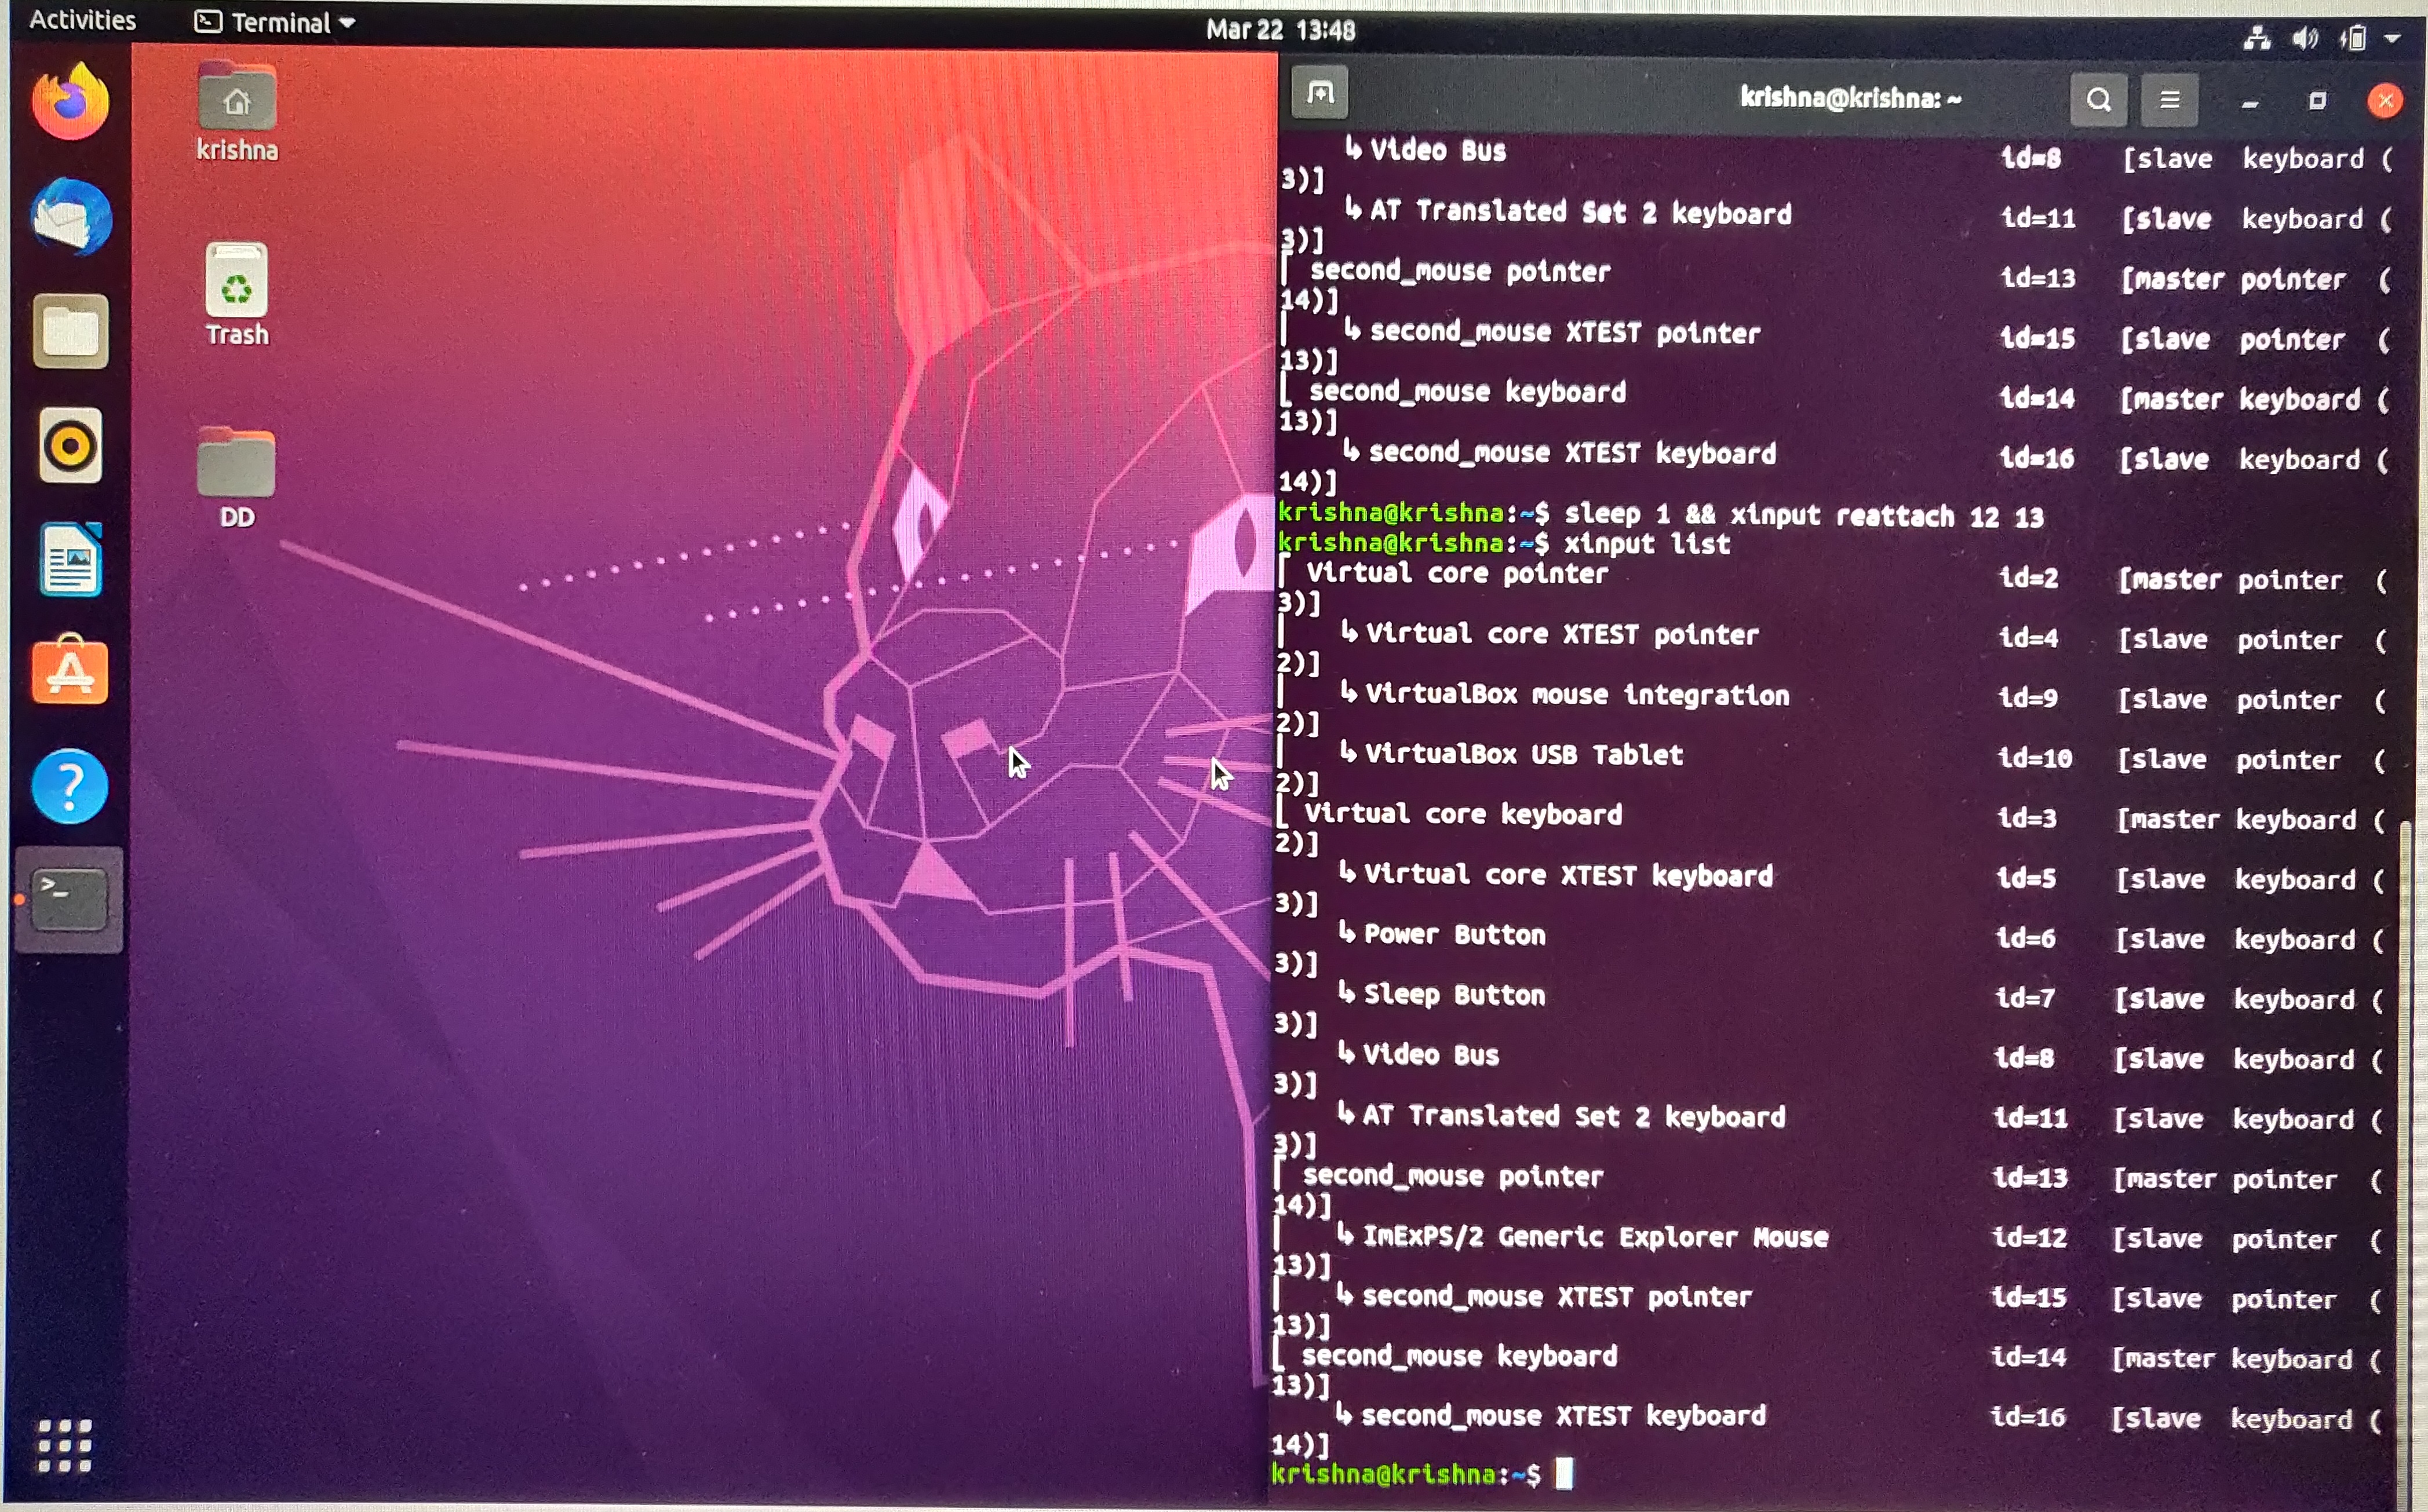 Activities
Terminal
Mar 22 13:48
krishna
Trash
DD
krishna@krishna: ~
↳ Video Bus id=8 [slave keyboard (
3)]
↳ AT Translated Set 2 keyboard id=11 [slave keyboard (
3)]
⎡ second_mouse pointer id=13 [master pointer (
14)]
⎜ ↳ second_mouse XTEST pointer id=15 [slave pointer (
13)]
⎣ second_mouse keyboard id=14 [master keyboard (
13)]
↳ second_mouse XTEST keyboard id=16 [slave keyboard (
14)]
krishna@krishna:~$ sleep 1 && xinput reattach 12 13
krishna@krishna:~$ xinput list
⎡ Virtual core pointer id=2 [master pointer (
3)]
⎜ ↳ Virtual core XTEST pointer id=4 [slave pointer (
2)]
⎜ ↳ VirtualBox mouse integration id=9 [slave pointer (
2)]
⎜ ↳ VirtualBox USB Tablet id=10 [slave pointer (
2)]
⎣ Virtual core keyboard id=3 [master keyboard (
2)]
↳ Virtual core XTEST keyboard id=5 [slave keyboard (
3)]
↳ Power Button id=6 [slave keyboard (
3)]
↳ Sleep Button id=7 [slave keyboard (
3)]
↳ Video Bus id=8 [slave keyboard (
3)]
↳ AT Translated Set 2 keyboard id=11 [slave keyboard (
3)]
⎡ second_mouse pointer id=13 [master pointer (
14)]
⎜ ↳ ImExPS/2 Generic Explorer Mouse id=12 [slave pointer (
13)]
⎜ ↳ second_mouse XTEST pointer id=15 [slave pointer (
13)]
⎣ second_mouse keyboard id=14 [master keyboard (
13)]
↳ second_mouse XTEST keyboard id=16 [slave keyboard (
14)]
krishna@krishna:~$